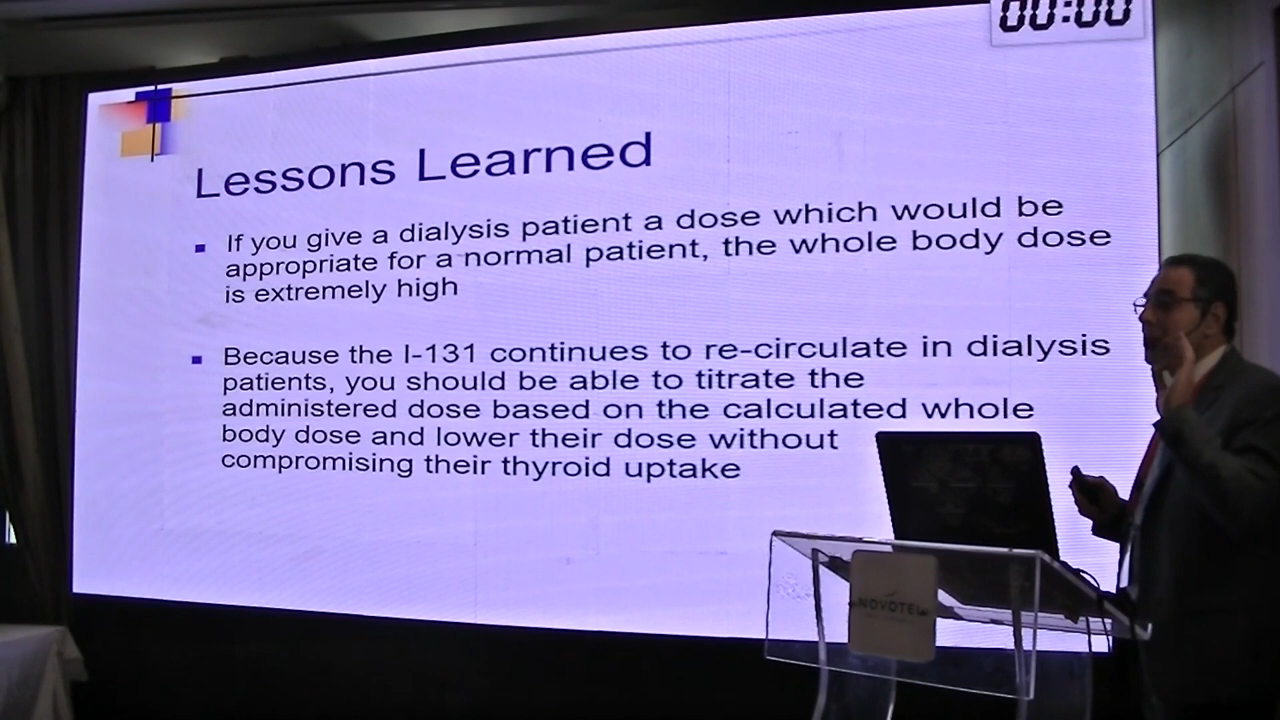 00:00
Lessons Learned
If you give a dialysis patient a dose which would be
appropriate for a normal patient, the whole body dose
is extremely high
Because the I-131 continues to re-circulate in dialysis
patients, you should be able to titrate the
administered dose based on the calculated whole
body dose and lower their dose without
compromising their thyroid uptake
NOVOTEL